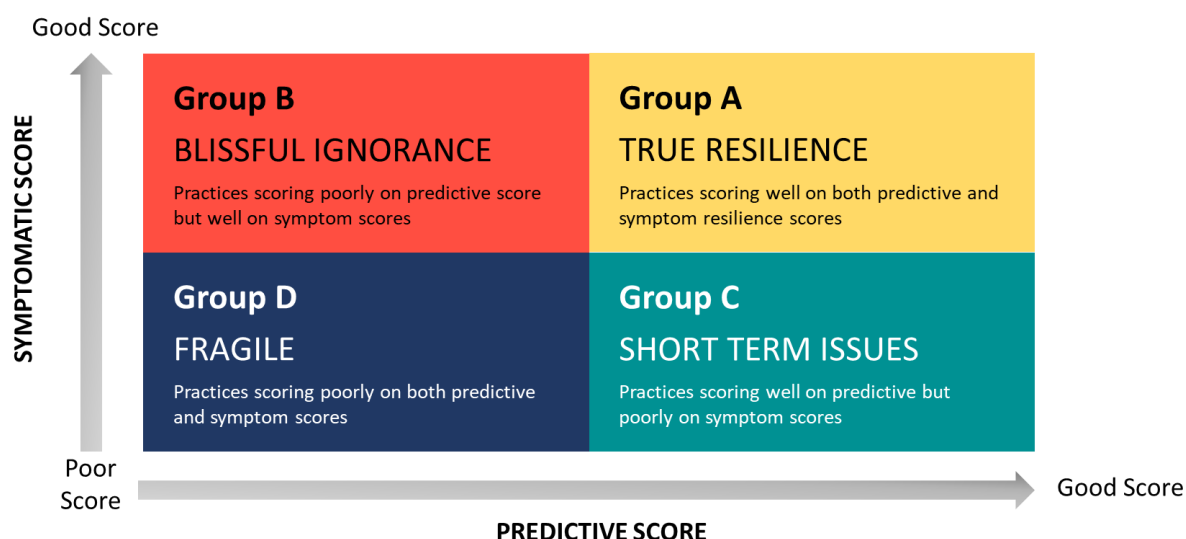 Good Score
SYMPTOMATIC SCORE
Group B
BLISSFUL IGNORANCE
Practices scoring poorly on predictive score
but well on symptom scores
Group A
TRUE RESILIENCE
Practices scoring well on both predictive and
symptom resilience scores
Group D
FRAGILE
Practices scoring poorly on both predictive
and symptom scores
Group C
SHORT TERM ISSUES
Practices scoring well on predictive but
poorly on symptom scores
Poor
Score
Good Score
PREDICTIVE SCORE